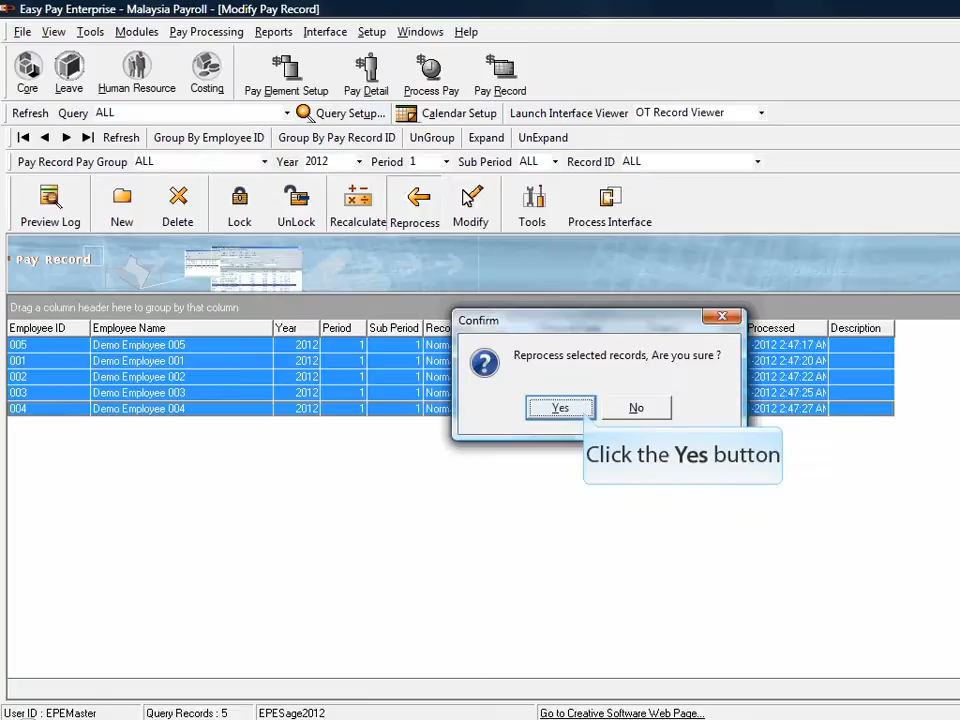 Easy Pay Enterprise - Malaysia Payroll - [Modify Pay Record]
File View Tools Modules Pay Processing Reports Interface Setup Windows Help
Core Leave Human Resource Costing Pay Element Setup Pay Detail Process Pay Pay Record
Refresh Query ALL Query Setup... Calendar Setup Launch Interface Viewer OT Record Viewer
Refresh Group By Employee ID Group By Pay Record ID UnGroup Expand UnExpand
Pay Record Pay Group ALL Year 2012 Period 1 Sub Period ALL Record ID ALL
Preview Log New Delete Lock UnLock Recalculate Reprocess Modify Tools Process Interface
Pay Record
Drag a column header here to group by that column
Employee ID Employee Name Year Period Sub Period Reco Processed Description
005 Demo Employee 005 2012 1 1 Norm -2012 2:47:17 AM
001 Demo Employee 001 2012 1 1 Norm -2012 2:47:20 AM
002 Demo Employee 002 2012 1 1 Norm -2012 2:47:22 AM
003 Demo Employee 003 2012 1 1 Norm -2012 2:47:25 AM
004 Demo Employee 004 2012 1 1 Norm -2012 2:47:27 AM
Confirm
Reprocess selected records, Are you sure ?
Yes No
Click the Yes button
User ID : EPEMaster Query Records : 5 EPESage2012 Go to Creative Software Web Page...